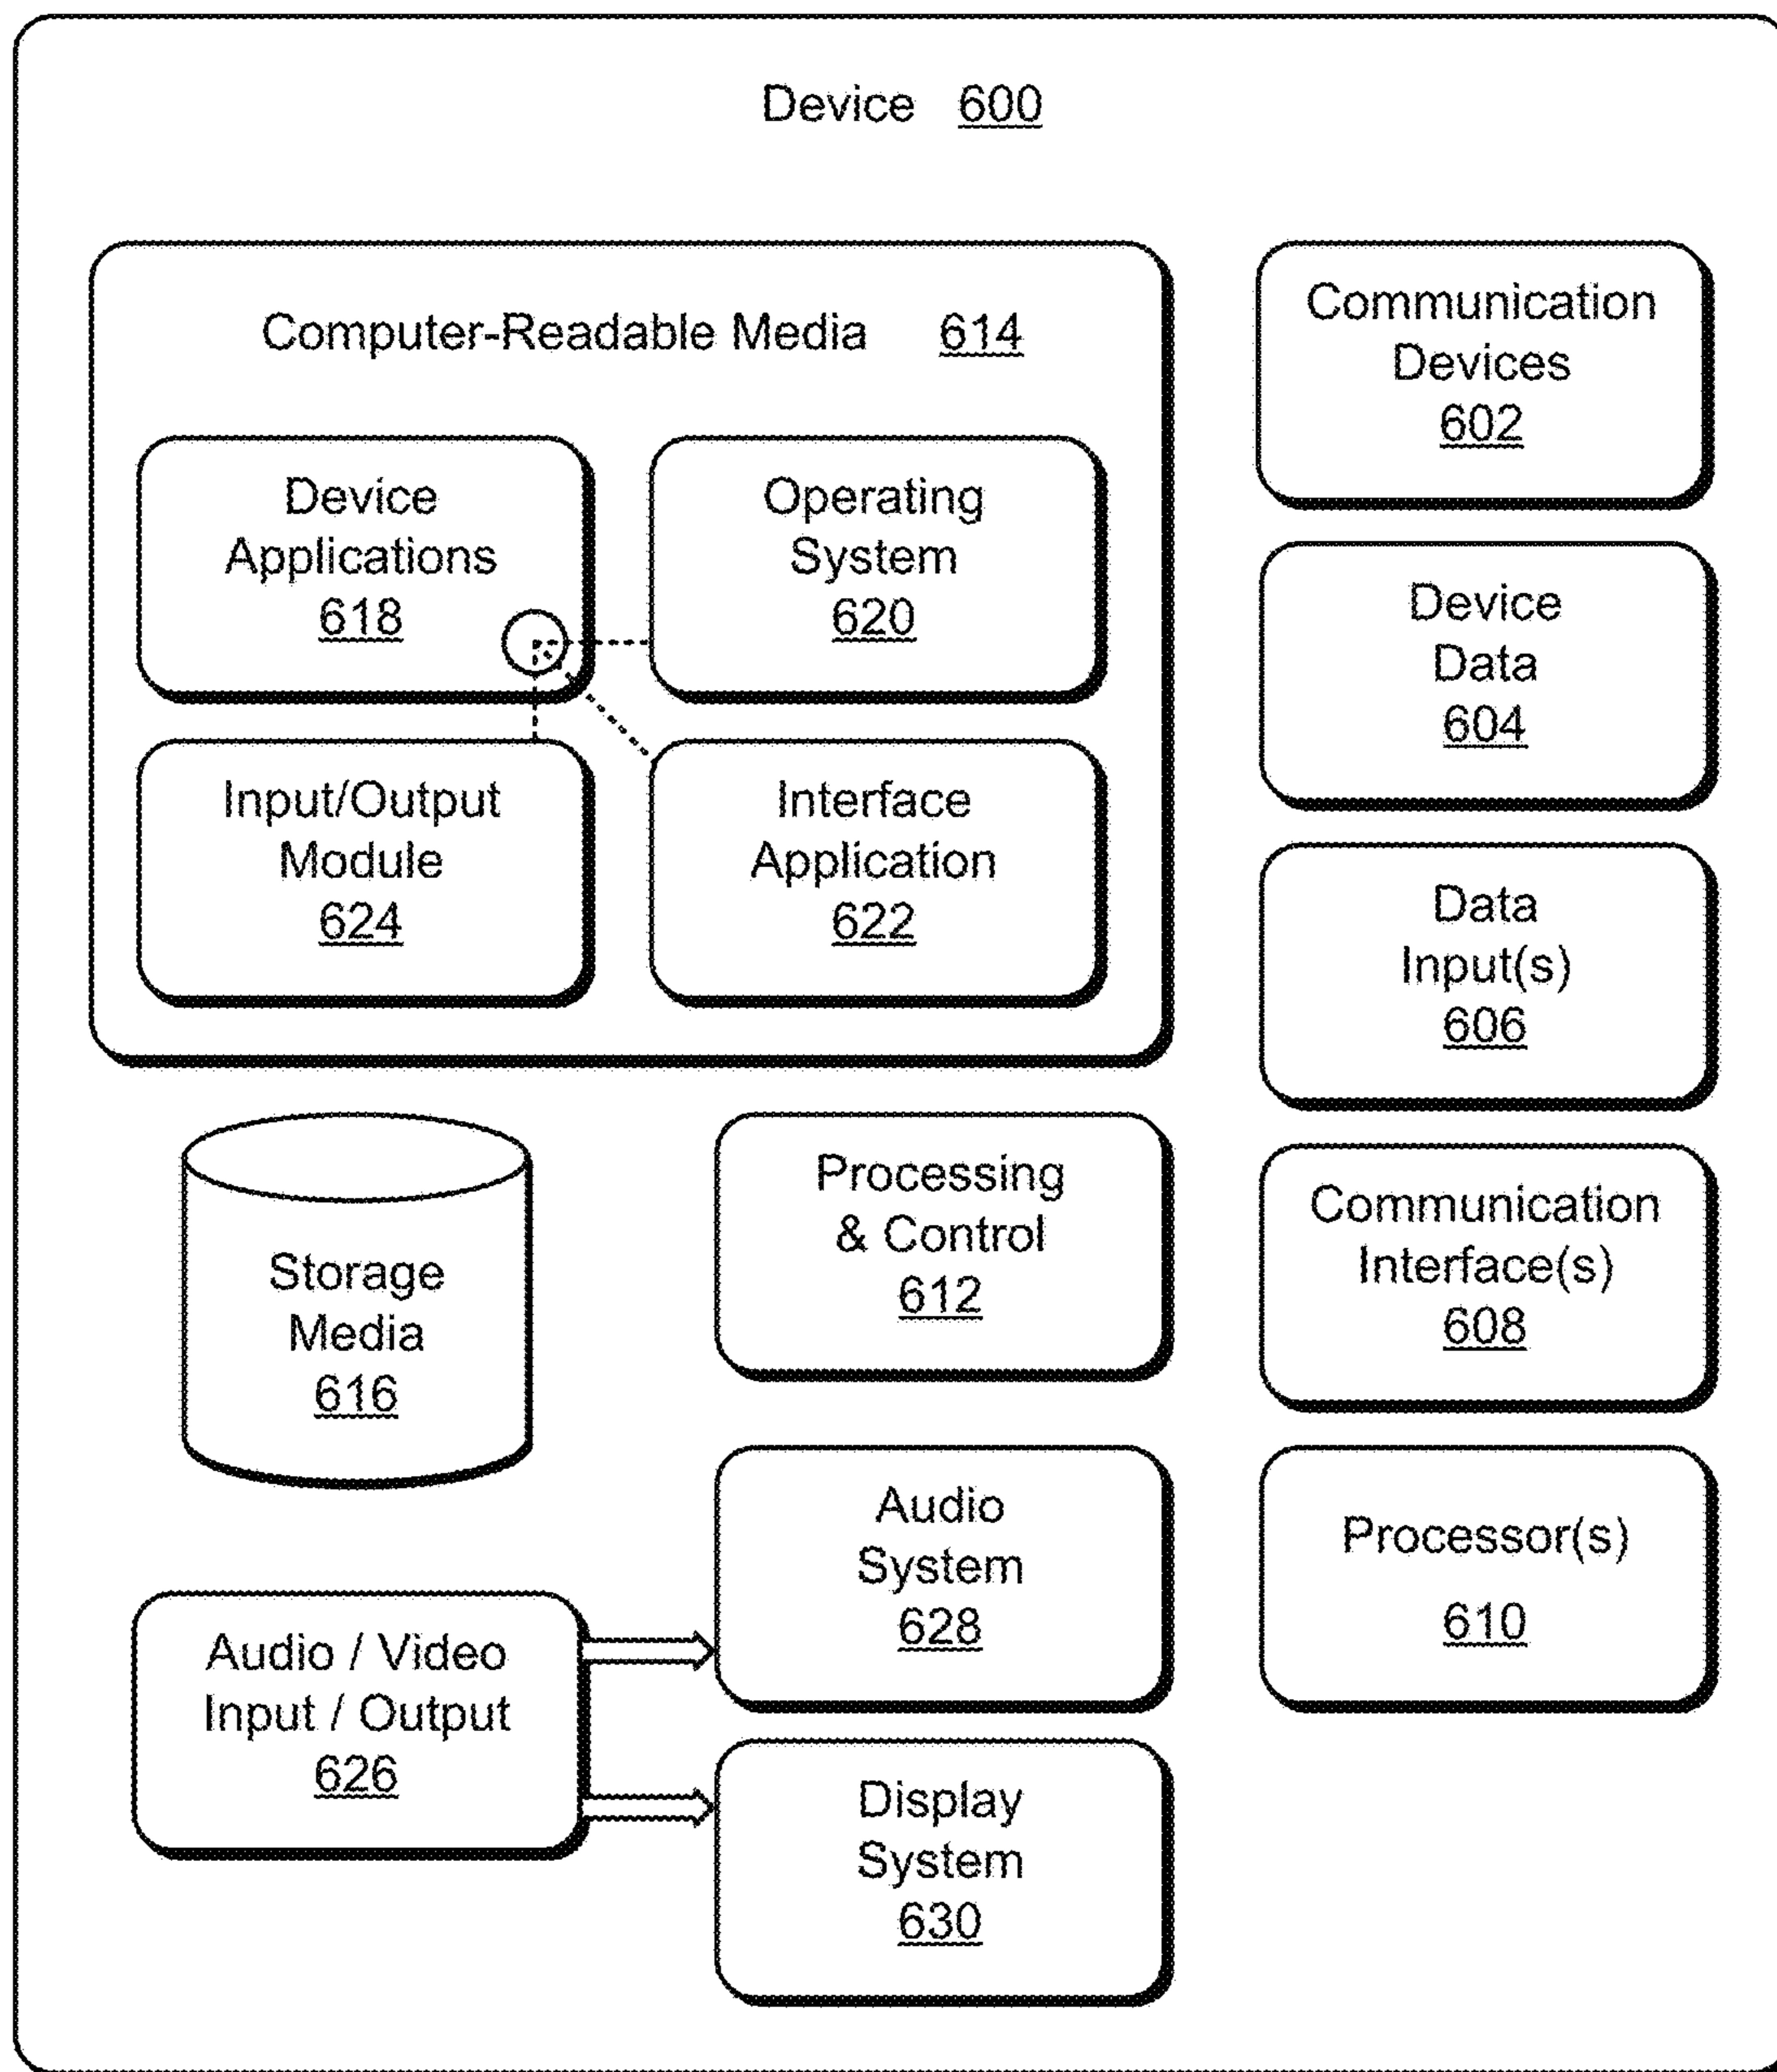 Device 600
Computer-Readable Media 614
Device
Applications
618
Operating
System
620
Input/Output
Module
624
Interface
Application
622
Communication
Devices
602
Device
Data
604
Data
Input(s)
606
Communication
Interface(s)
608
Processor(s)
610
Storage
Media
616
Processing
& Control
612
Audio / Video
Input / Output
626
Audio
System
628
Display
System
630